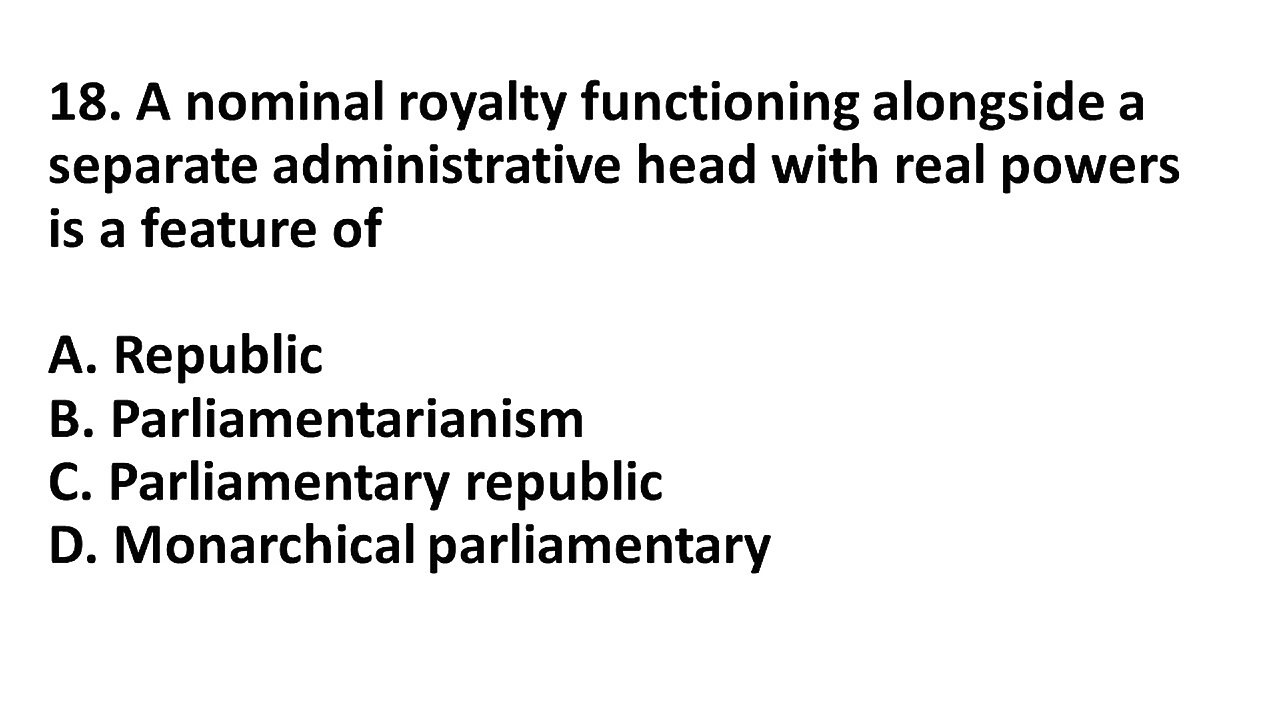 18. A nominal royalty functioning alongside a
separate administrative head with real powers
is a feature of
A. Republic
B. Parliamentarianism
C. Parliamentary republic
D. Monarchical parliamentary